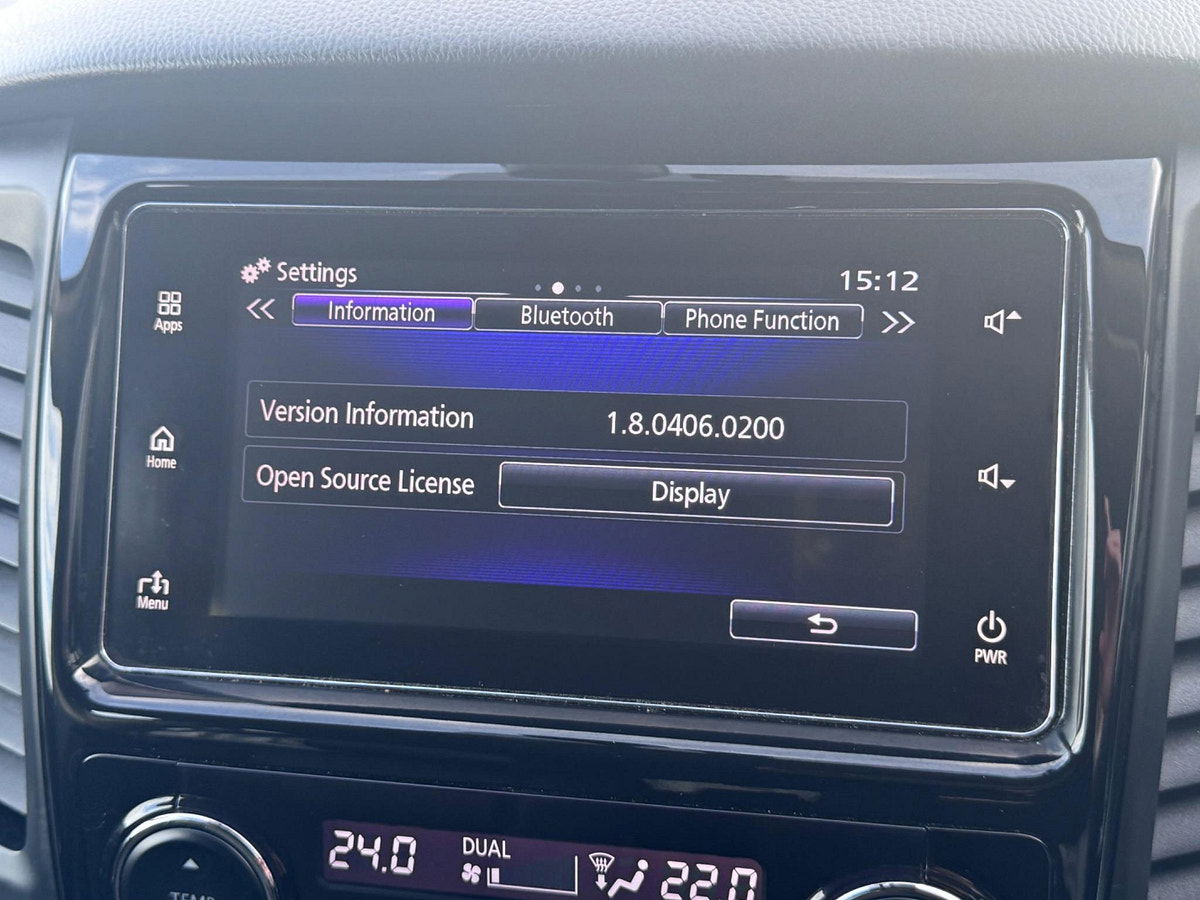 Settings
15:12
Apps
Information
Bluetooth
Phone Function
Version Information
1.8.0406.0200
Home
Open Source License
Display
Menu
PWR
24.0
DUAL
22.0
TEMP